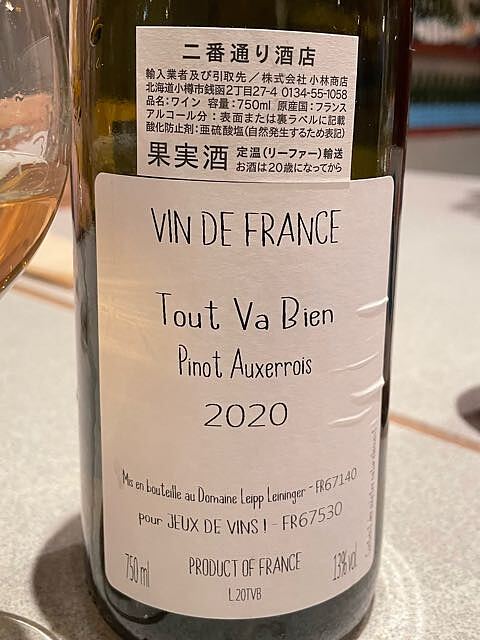 二番通り酒店
輸入業者及び引取先／株式会社 小林商店
北海道小樽市銭函2丁目27-4 0134-55-1058
品名：ワイン 容量：750ml 原産国：フランス
アルコール分：表面または裏ラベルに記載
酸化防止剤：亜硫酸塩(自然発生するため表記)
果実酒 定温(リーファー)輸送
お酒は20歳になってから
VIN DE FRANCE
Tout Va Bien
Pinot Auxerrois
2020
Mis en bouteille au Domaine Leipp Leininger - FR67140
pour JEUX DE VINS ! - FR67530
750 ml
PRODUCT OF FRANCE
13% vol.
L.20TVB